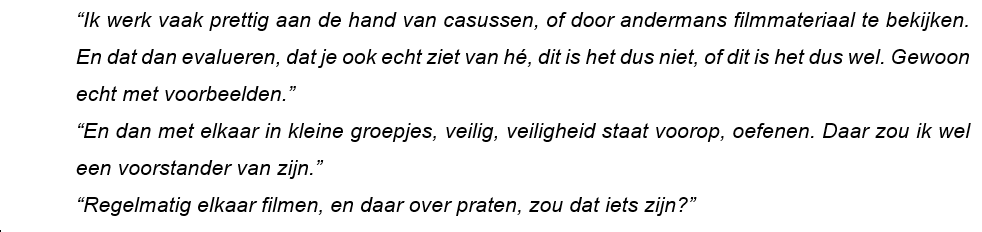 “Ik werk vaak prettig aan de hand van casussen, of door andermans filmmateriaal te bekijken.
En dat dan evalueren, dat je ook echt ziet van hé, dit is het dus niet, of dit is het dus wel. Gewoon
echt met voorbeelden.”
“En dan met elkaar in kleine groepjes, veilig, veiligheid staat voorop, oefenen. Daar zou ik wel
een voorstander van zijn.”
“Regelmatig elkaar filmen, en daar over praten, zou dat iets zijn?”